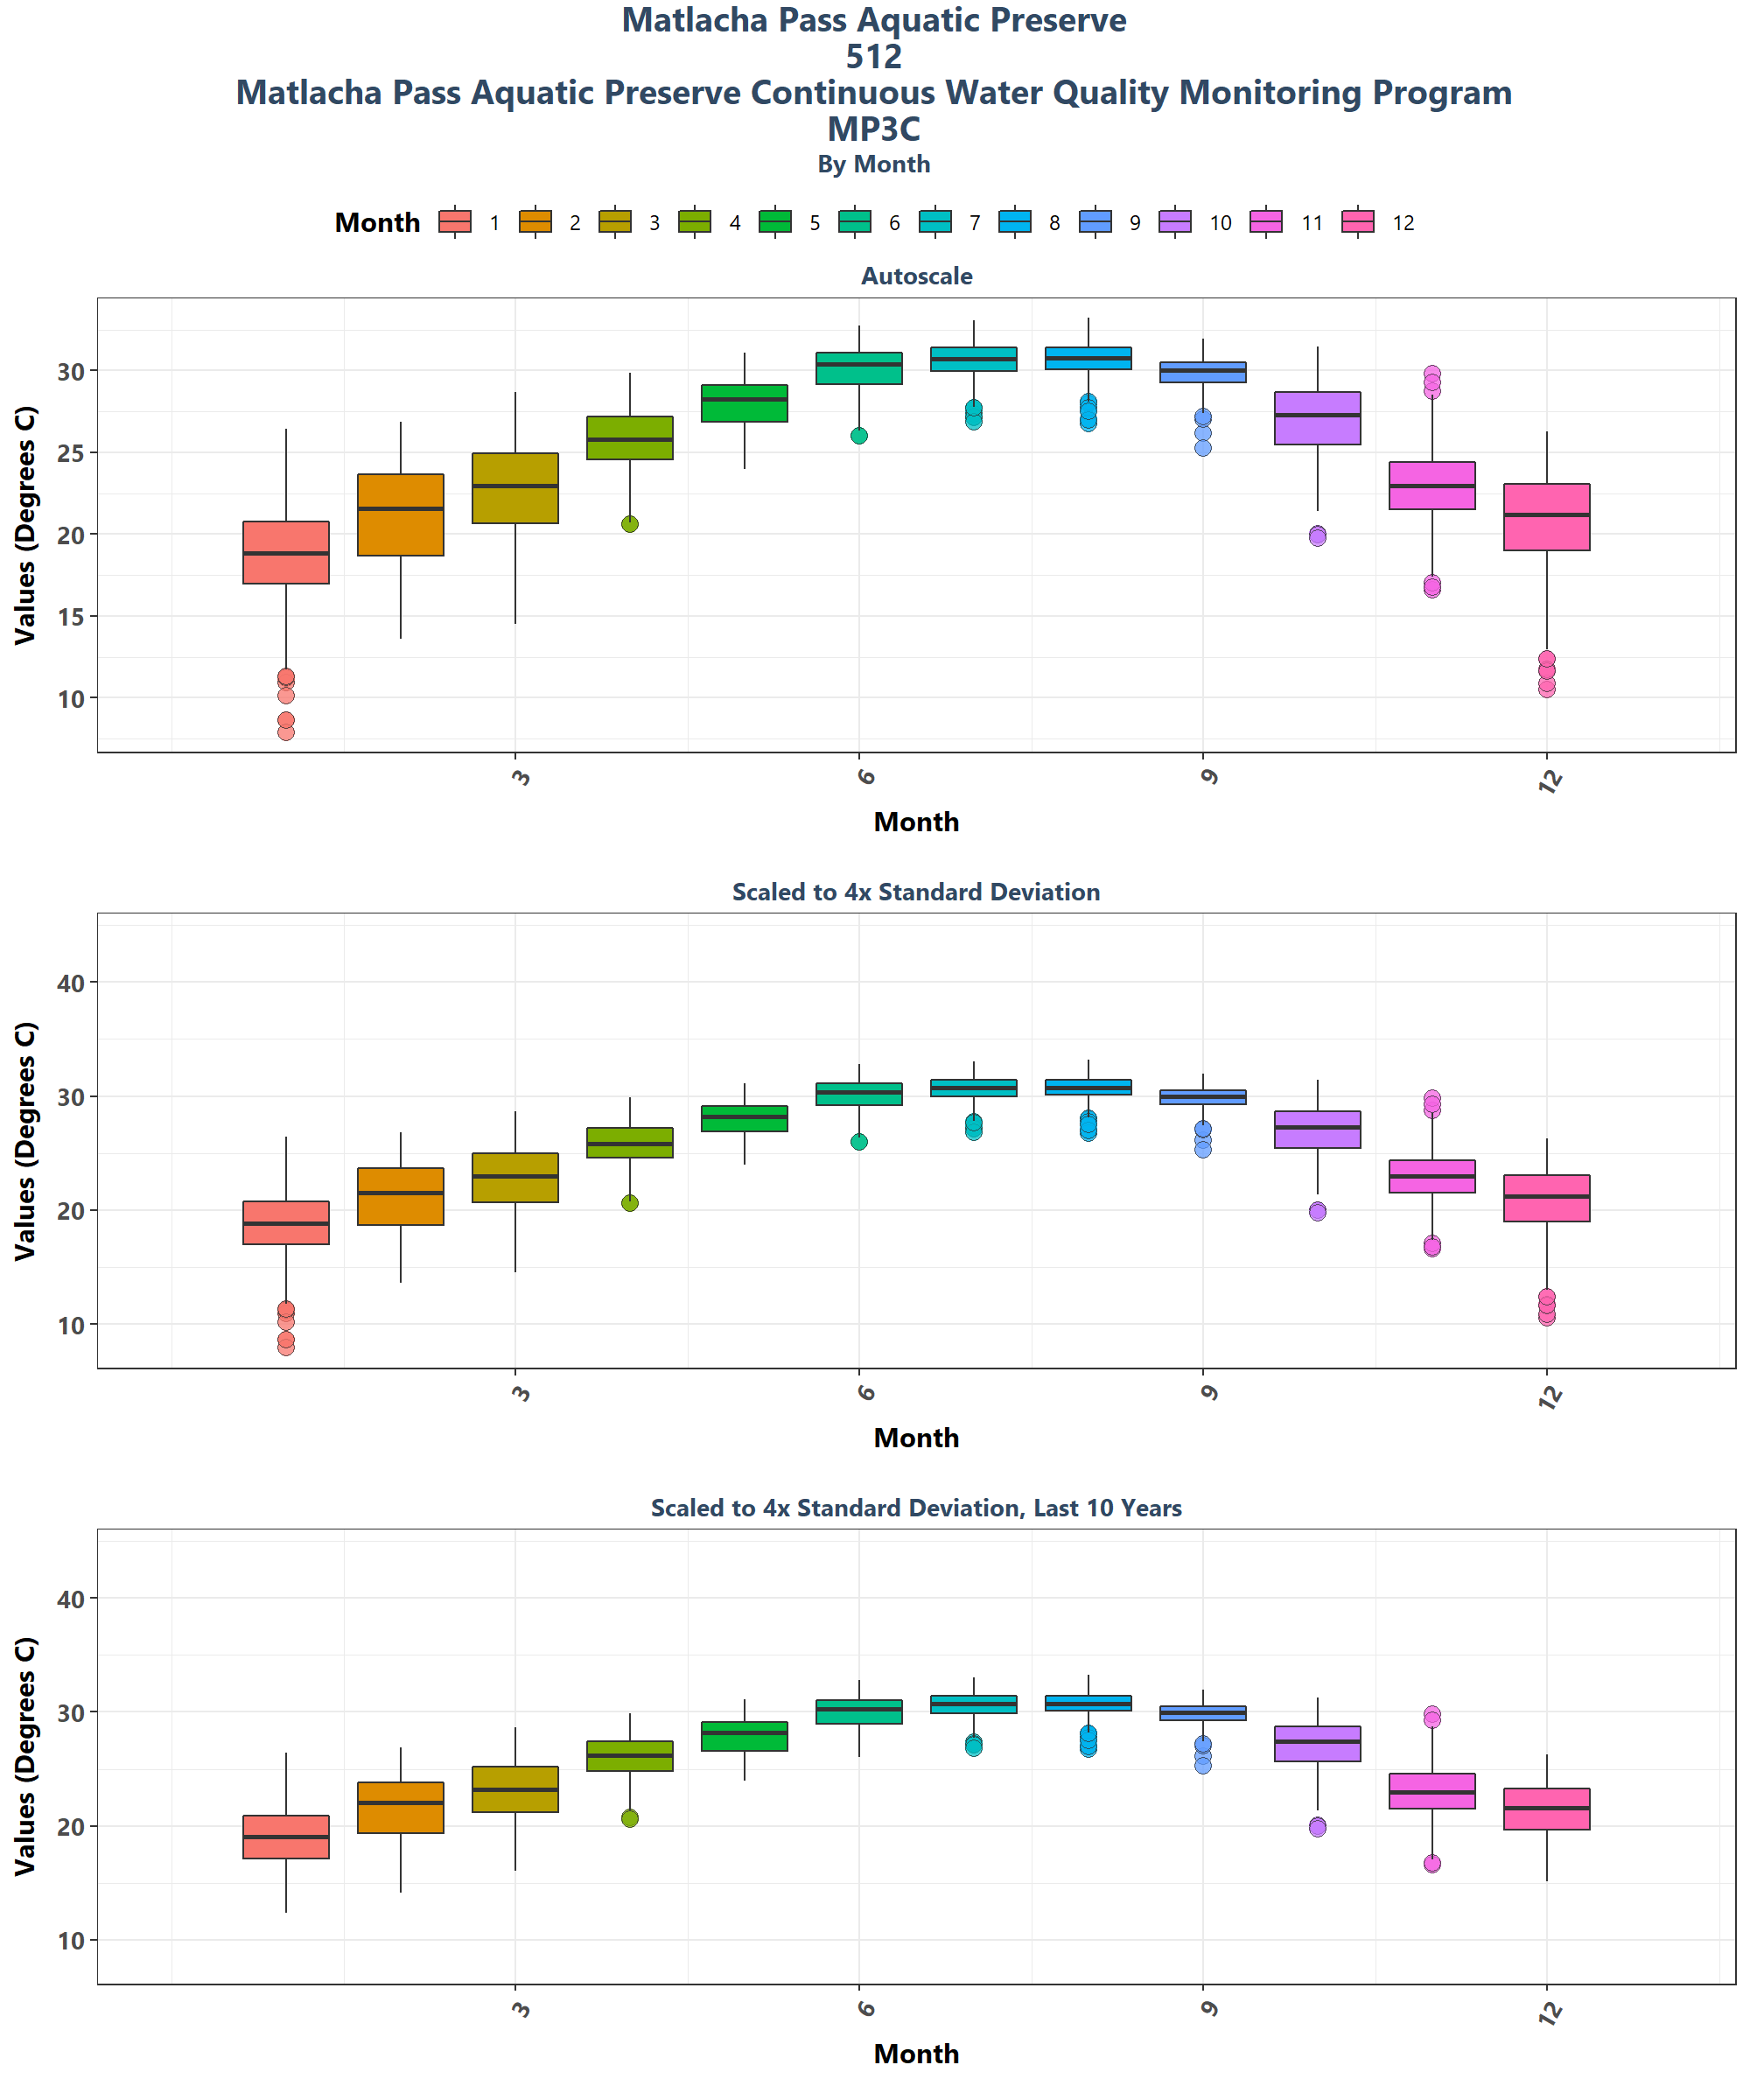 Matlacha Pass Aquatic Preserve
512
Matlacha Pass Aquatic Preserve Continuous Water Quality Monitoring Program
MP3C
By Month
Month 1 2 3 4 5 6 7 8 9 10 11 12
Autoscale
Values (Degrees C)
30
25
20
15
10
3 6 9 12
Month
Scaled to 4x Standard Deviation
Values (Degrees C)
40
30
20
10
3 6 9 12
Month
Scaled to 4x Standard Deviation, Last 10 Years
Values (Degrees C)
40
30
20
10
3 6 9 12
Month